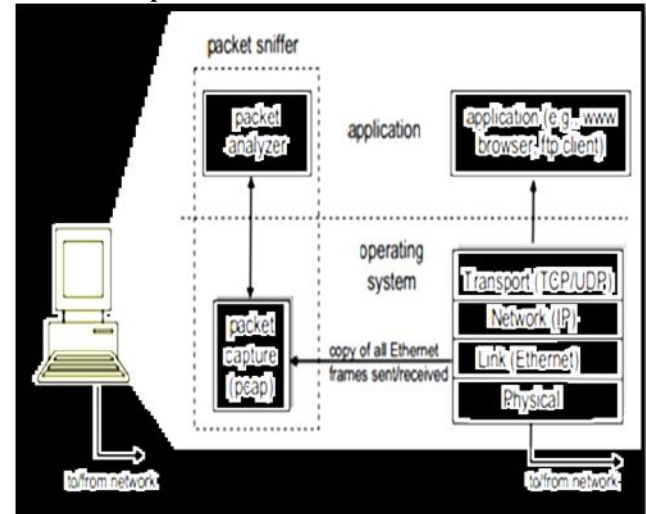 packet sniffer
packet
analyzer
application
application (e.g., www
browser, ftp client)
operating
system
packet
capture
(pcap)
copy of all Ethernet
frames sent/received
Transport (TCP/UDP)
Network (IP)
Link (Ethernet)
Physical
to/from network
to/from network